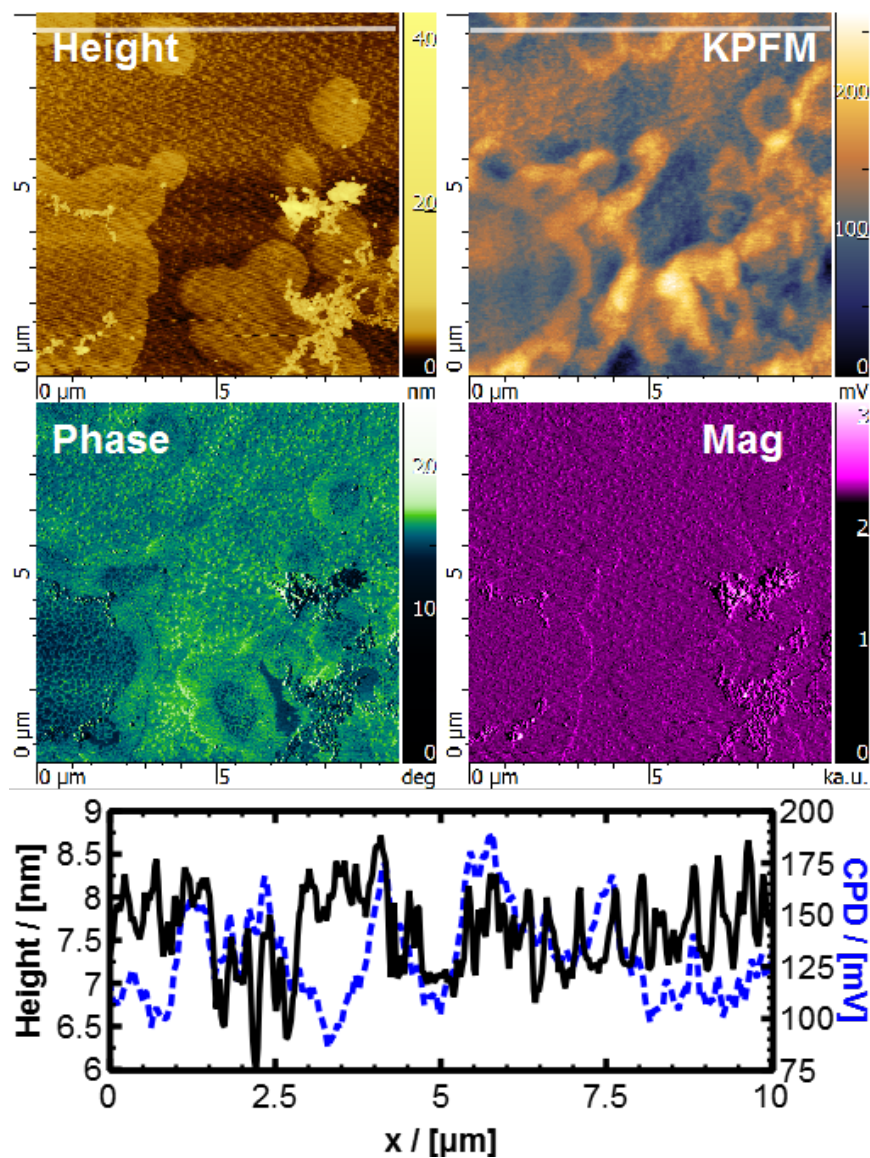 Height
KPFM
40
20
0
200
100
0
5
0 µm
5
0 µm
0 µm
5
nm
0 µm
5
mV
Phase
Mag
20
10
0
3
2
1
0
5
0 µm
5
0 µm
0 µm
5
deg
0 µm
5
ka.u.
9
8.5
8
7.5
7
6.5
6
Height / [nm]
200
175
150
125
100
75
CPD / [mV]
0
2.5
5
7.5
10
x / [µm]